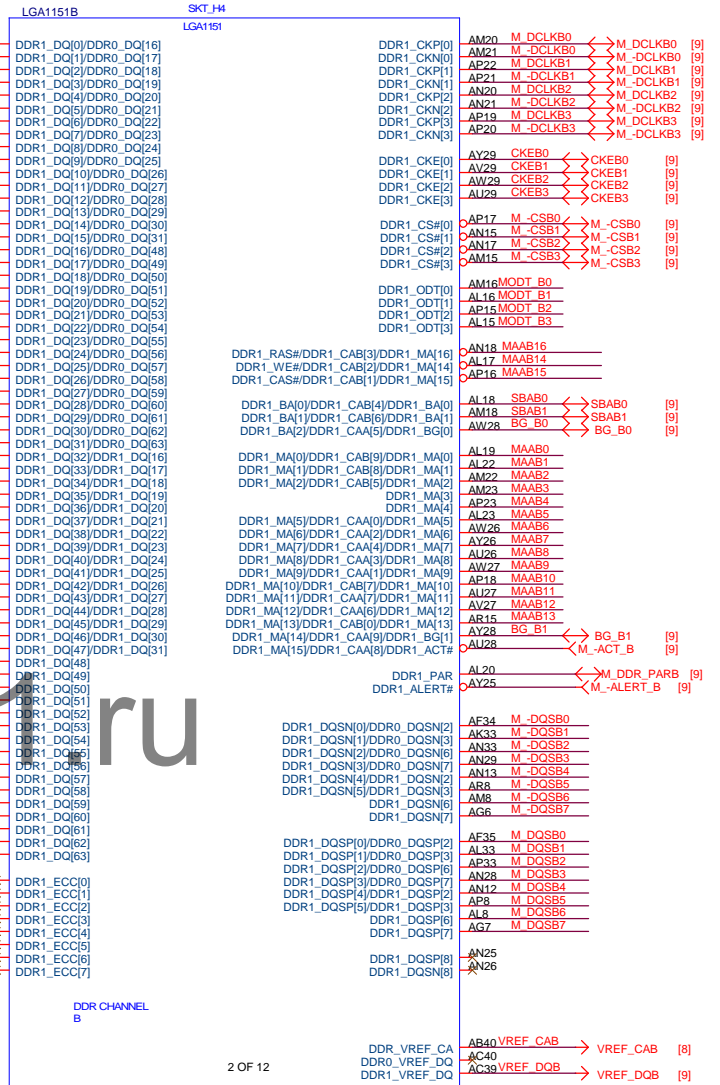 LGA1151B
SKT_H4
LGA1151
DDR1_DQ[0]/DDR0_DQ[16]
DDR1_DQ[1]/DDR0_DQ[17]
DDR1_DQ[2]/DDR0_DQ[18]
DDR1_DQ[3]/DDR0_DQ[19]
DDR1_DQ[4]/DDR0_DQ[20]
DDR1_DQ[5]/DDR0_DQ[21]
DDR1_DQ[6]/DDR0_DQ[22]
DDR1_DQ[7]/DDR0_DQ[23]
DDR1_DQ[8]/DDR0_DQ[24]
DDR1_DQ[9]/DDR0_DQ[25]
DDR1_DQ[10]/DDR0_DQ[26]
DDR1_DQ[11]/DDR0_DQ[27]
DDR1_DQ[12]/DDR0_DQ[28]
DDR1_DQ[13]/DDR0_DQ[29]
DDR1_DQ[14]/DDR0_DQ[30]
DDR1_DQ[15]/DDR0_DQ[31]
DDR1_DQ[16]/DDR0_DQ[48]
DDR1_DQ[17]/DDR0_DQ[49]
DDR1_DQ[18]/DDR0_DQ[50]
DDR1_DQ[19]/DDR0_DQ[51]
DDR1_DQ[20]/DDR0_DQ[52]
DDR1_DQ[21]/DDR0_DQ[53]
DDR1_DQ[22]/DDR0_DQ[54]
DDR1_DQ[23]/DDR0_DQ[55]
DDR1_DQ[24]/DDR0_DQ[56]
DDR1_DQ[25]/DDR0_DQ[57]
DDR1_DQ[26]/DDR0_DQ[58]
DDR1_DQ[27]/DDR0_DQ[59]
DDR1_DQ[28]/DDR0_DQ[60]
DDR1_DQ[29]/DDR0_DQ[61]
DDR1_DQ[30]/DDR0_DQ[62]
DDR1_DQ[31]/DDR0_DQ[63]
DDR1_DQ[32]/DDR1_DQ[16]
DDR1_DQ[33]/DDR1_DQ[17]
DDR1_DQ[34]/DDR1_DQ[18]
DDR1_DQ[35]/DDR1_DQ[19]
DDR1_DQ[36]/DDR1_DQ[20]
DDR1_DQ[37]/DDR1_DQ[21]
DDR1_DQ[38]/DDR1_DQ[22]
DDR1_DQ[39]/DDR1_DQ[23]
DDR1_DQ[40]/DDR1_DQ[24]
DDR1_DQ[41]/DDR1_DQ[25]
DDR1_DQ[42]/DDR1_DQ[26]
DDR1_DQ[43]/DDR1_DQ[27]
DDR1_DQ[44]/DDR1_DQ[28]
DDR1_DQ[45]/DDR1_DQ[29]
DDR1_DQ[46]/DDR1_DQ[30]
DDR1_DQ[47]/DDR1_DQ[31]
DDR1_DQ[48]
DDR1_DQ[49]
DDR1_DQ[50]
DDR1_DQ[51]
DDR1_DQ[52]
DDR1_DQ[53]
DDR1_DQ[54]
DDR1_DQ[55]
DDR1_DQ[56]
DDR1_DQ[57]
DDR1_DQ[58]
DDR1_DQ[59]
DDR1_DQ[60]
DDR1_DQ[61]
DDR1_DQ[62]
DDR1_DQ[63]
DDR1_ECC[0]
DDR1_ECC[1]
DDR1_ECC[2]
DDR1_ECC[3]
DDR1_ECC[4]
DDR1_ECC[5]
DDR1_ECC[6]
DDR1_ECC[7]
DDR CHANNEL
B
2 OF 12
1.ru
DDR1_CKP[0] AM20 M_DCLKB0 M_DCLKB0 [9]
DDR1_CKN[0] AM21 M_-DCLKB0 M_-DCLKB0 [9]
DDR1_CKP[1] AP22 M_DCLKB1 M_DCLKB1 [9]
DDR1_CKN[1] AP21 M_-DCLKB1 M_-DCLKB1 [9]
DDR1_CKP[2] AN20 M_DCLKB2 M_DCLKB2 [9]
DDR1_CKN[2] AN21 M_-DCLKB2 M_-DCLKB2 [9]
DDR1_CKP[3] AP19 M_DCLKB3 M_DCLKB3 [9]
DDR1_CKN[3] AP20 M_-DCLKB3 M_-DCLKB3 [9]
DDR1_CKE[0] AY29 CKEB0 CKEB0 [9]
DDR1_CKE[1] AV29 CKEB1 CKEB1 [9]
DDR1_CKE[2] AW29 CKEB2 CKEB2 [9]
DDR1_CKE[3] AU29 CKEB3 CKEB3 [9]
DDR1_CS#[0] AP17 M_-CSB0 M_-CSB0 [9]
DDR1_CS#[1] AN15 M_-CSB1 M_-CSB1 [9]
DDR1_CS#[2] AN17 M_-CSB2 M_-CSB2 [9]
DDR1_CS#[3] AM15 M_-CSB3 M_-CSB3 [9]
DDR1_ODT[0] AM16 MODT_B0
DDR1_ODT[1] AL16 MODT_B1
DDR1_ODT[2] AP15 MODT_B2
DDR1_ODT[3] AL15 MODT_B3
DDR1_RAS#/DDR1_CAB[3]/DDR1_MA[16] AN18 MAAB16
DDR1_WE#/DDR1_CAB[2]/DDR1_MA[14] AL17 MAAB14
DDR1_CAS#/DDR1_CAB[1]/DDR1_MA[15] AP16 MAAB15
DDR1_BA[0]/DDR1_CAB[4]/DDR1_BA[0] AL18 SBAB0 SBAB0 [9]
DDR1_BA[1]/DDR1_CAB[6]/DDR1_BA[1] AM18 SBAB1 SBAB1 [9]
DDR1_BA[2]/DDR1_CAA[5]/DDR1_BG[0] AW28 BG_B0 BG_B0 [9]
DDR1_MA[0]/DDR1_CAB[9]/DDR1_MA[0] AL19 MAAB0
DDR1_MA[1]/DDR1_CAB[8]/DDR1_MA[1] AL22 MAAB1
DDR1_MA[2]/DDR1_CAB[5]/DDR1_MA[2] AM22 MAAB2
DDR1_MA[3] AM23 MAAB3
DDR1_MA[4] AP23 MAAB4
DDR1_MA[5]/DDR1_CAA[0]/DDR1_MA[5] AL23 MAAB5
DDR1_MA[6]/DDR1_CAA[2]/DDR1_MA[6] AW26 MAAB6
DDR1_MA[7]/DDR1_CAA[4]/DDR1_MA[7] AY26 MAAB7
DDR1_MA[8]/DDR1_CAA[3]/DDR1_MA[8] AU26 MAAB8
DDR1_MA[9]/DDR1_CAA[1]/DDR1_MA[9] AW27 MAAB9
DDR1_MA[10]/DDR1_CAB[7]/DDR1_MA[10] AP18 MAAB10
DDR1_MA[11]/DDR1_CAA[7]/DDR1_MA[11] AU27 MAAB11
DDR1_MA[12]/DDR1_CAA[6]/DDR1_MA[12] AV27 MAAB12
DDR1_MA[13]/DDR1_CAB[0]/DDR1_MA[13] AR15 MAAB13
DDR1_MA[14]/DDR1_CAA[9]/DDR1_BG[1] AY28 BG_B1 BG_B1 [9]
DDR1_MA[15]/DDR1_CAA[8]/DDR1_ACT# AU28 M_-ACT_B [9]
DDR1_PAR AL20 M_DDR_PARB [9]
DDR1_ALERT# AY25 M_-ALERT_B [9]
DDR1_DQSN[0]/DDR0_DQSN[2] AF34 M_-DQSB0
DDR1_DQSN[1]/DDR0_DQSN[3] AK33 M_-DQSB1
DDR1_DQSN[2]/DDR0_DQSN[6] AN33 M_-DQSB2
DDR1_DQSN[3]/DDR0_DQSN[7] AN29 M_-DQSB3
DDR1_DQSN[4]/DDR1_DQSN[2] AN13 M_-DQSB4
DDR1_DQSN[5]/DDR1_DQSN[3] AR8 M_-DQSB5
DDR1_DQSN[6] AM8 M_-DQSB6
DDR1_DQSN[7] AG6 M_-DQSB7
DDR1_DQSP[0]/DDR0_DQSP[2] AF35 M_DQSB0
DDR1_DQSP[1]/DDR0_DQSP[3] AL33 M_DQSB1
DDR1_DQSP[2]/DDR0_DQSP[6] AP33 M_DQSB2
DDR1_DQSP[3]/DDR0_DQSP[7] AN28 M_DQSB3
DDR1_DQSP[4]/DDR1_DQSP[2] AN12 M_DQSB4
DDR1_DQSP[5]/DDR1_DQSP[3] AP8 M_DQSB5
DDR1_DQSP[6] AL8 M_DQSB6
DDR1_DQSP[7] AG7 M_DQSB7
DDR1_DQSP[8] AN25
DDR1_DQSN[8] AN26
DDR_VREF_CA AB40 VREF_CAB VREF_CAB [8]
DDR0_VREF_DQ AC40
DDR1_VREF_DQ AC39 VREF_DQB VREF_DQB [9]